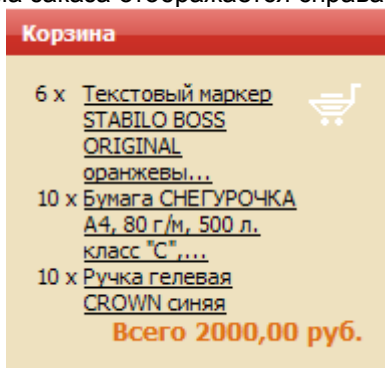 на заказа отображается справа
Корзина
6 x Текстовый маркер
STABILO BOSS
ORIGINAL
оранжевы...
10 x Бумага СНЕГУРОЧКА
А4, 80 г/м, 500 л.
класс "С",...
10 x Ручка гелевая
CROWN синяя
Всего 2000,00 руб.